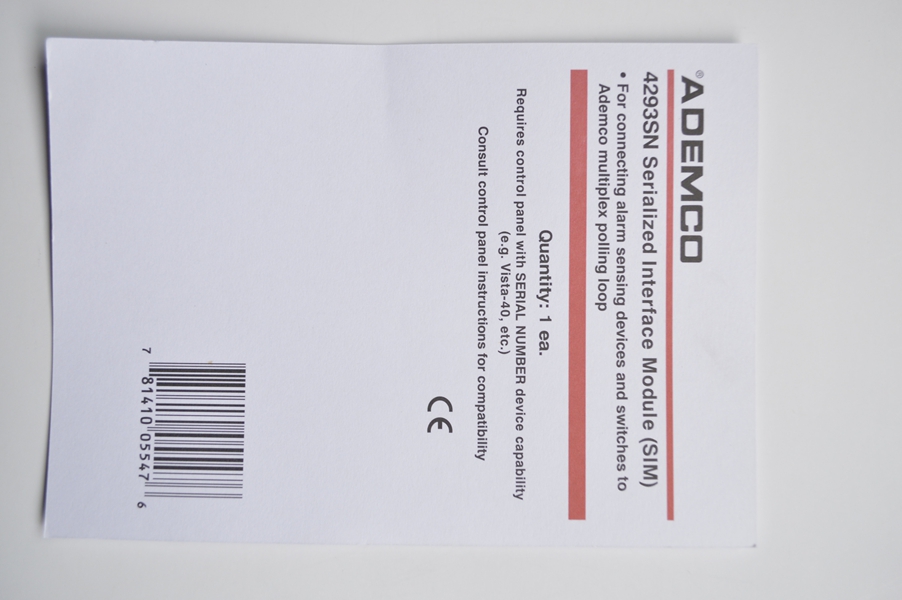 ADEMCO®
4293SN Serialized Interface Module (SIM)
• For connecting alarm sensing devices and switches to
Ademco multiplex polling loop
Quantity: 1 ea.
Requires control panel with SERIAL NUMBER device capability
(e.g. Vista-40, etc.)
Consult control panel instructions for compatibility
CE
7 81410 05547 6